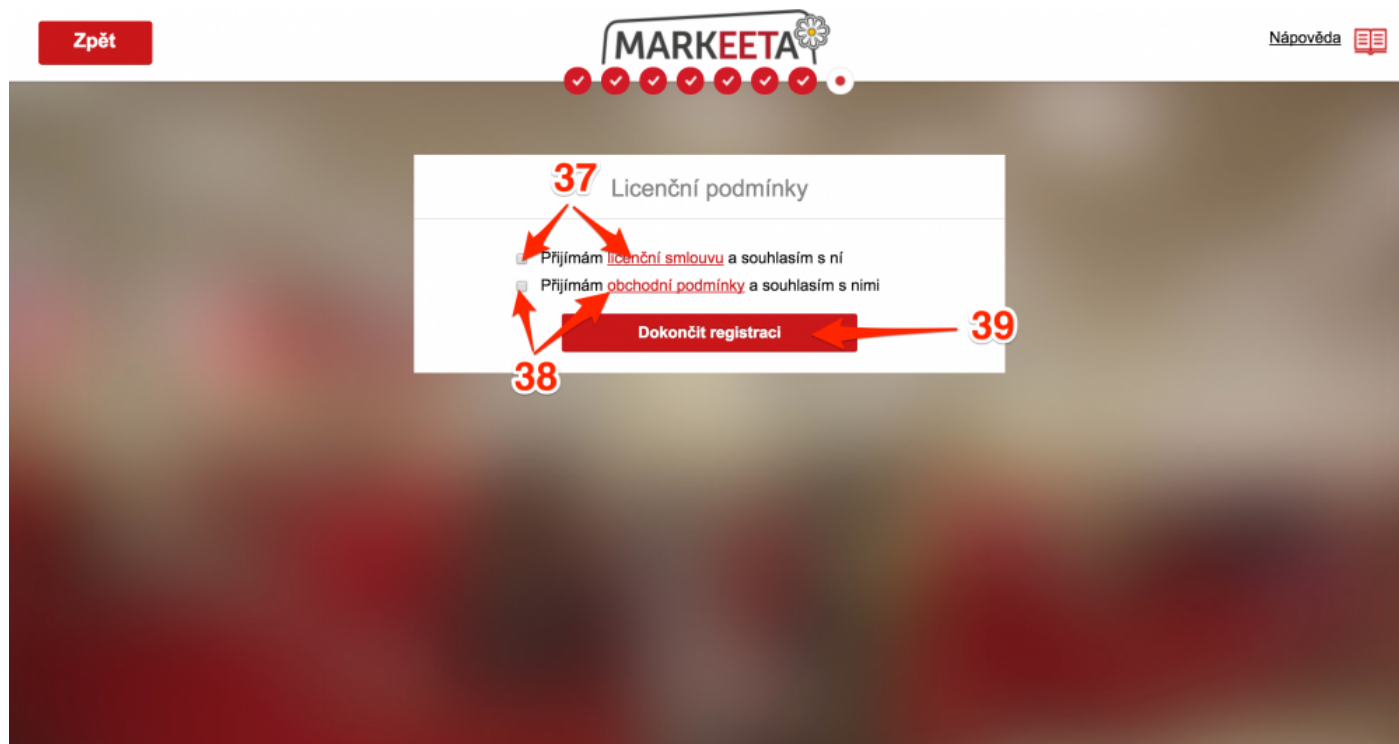 Zpět
MARKEETA
Nápověda
37
Licenční podmínky
Přijímám licenční smlouvu a souhlasím s ní
Přijímám obchodní podmínky a souhlasím s nimi
Dokončit registraci
39
38